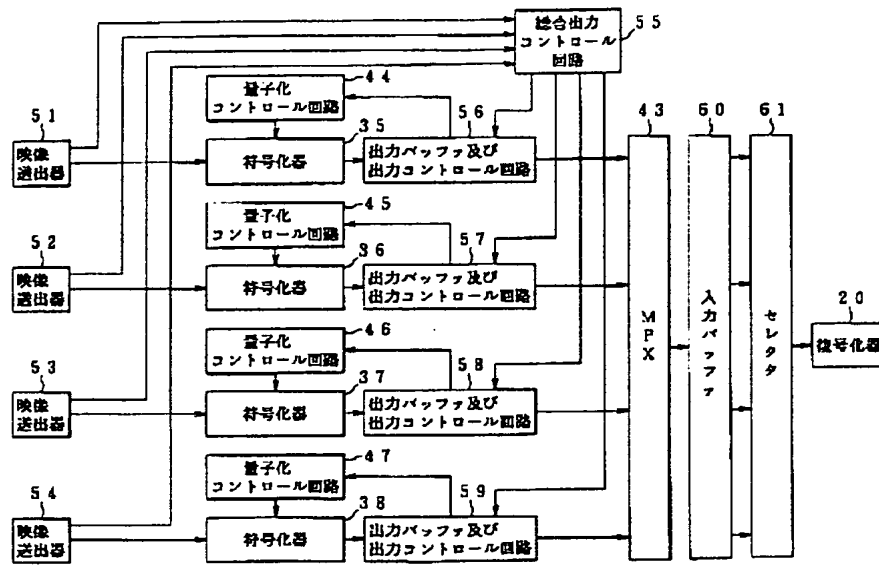 総合出力
コントロール
回路
５５
量子化
コントロール回路
４４
５１
映像
送出器
符号化器
３５
出力バッファ及び
出力コントロール回路
５６
４３
６０
６１
量子化
コントロール回路
４５
５２
映像
送出器
符号化器
３６
出力バッファ及び
出力コントロール回路
５７
ＭＰＸ
入力バッファ
セレクタ
２０
復号化器
量子化
コントロール回路
４６
５３
映像
送出器
符号化器
３７
出力バッファ及び
出力コントロール回路
５８
量子化
コントロール回路
４７
５４
映像
送出器
符号化器
３８
出力バッファ及び
出力コントロール回路
５９